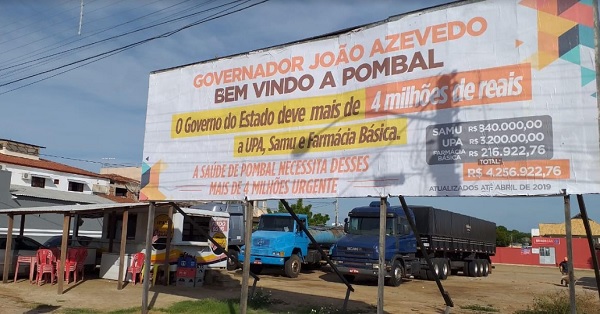 GOVERNADOR JOÃO AZEVEDO
BEM VINDO A POMBAL
O Governo do Estado deve mais de 4 milhões de reais
a UPA, Samu e Farmácia Básica.
A SAÚDE DE POMBAL NECESSITA DESSES
MAIS DE 4 MILHÕES URGENTE
SAMU R$ 840.000,00
UPA R$ 3.200.000,00
FARMÁCIA BÁSICA R$ 216.922,76
TOTAL:
R$ 4.256.922,76
ATUALIZADOS ATÉ ABRIL DE 2019